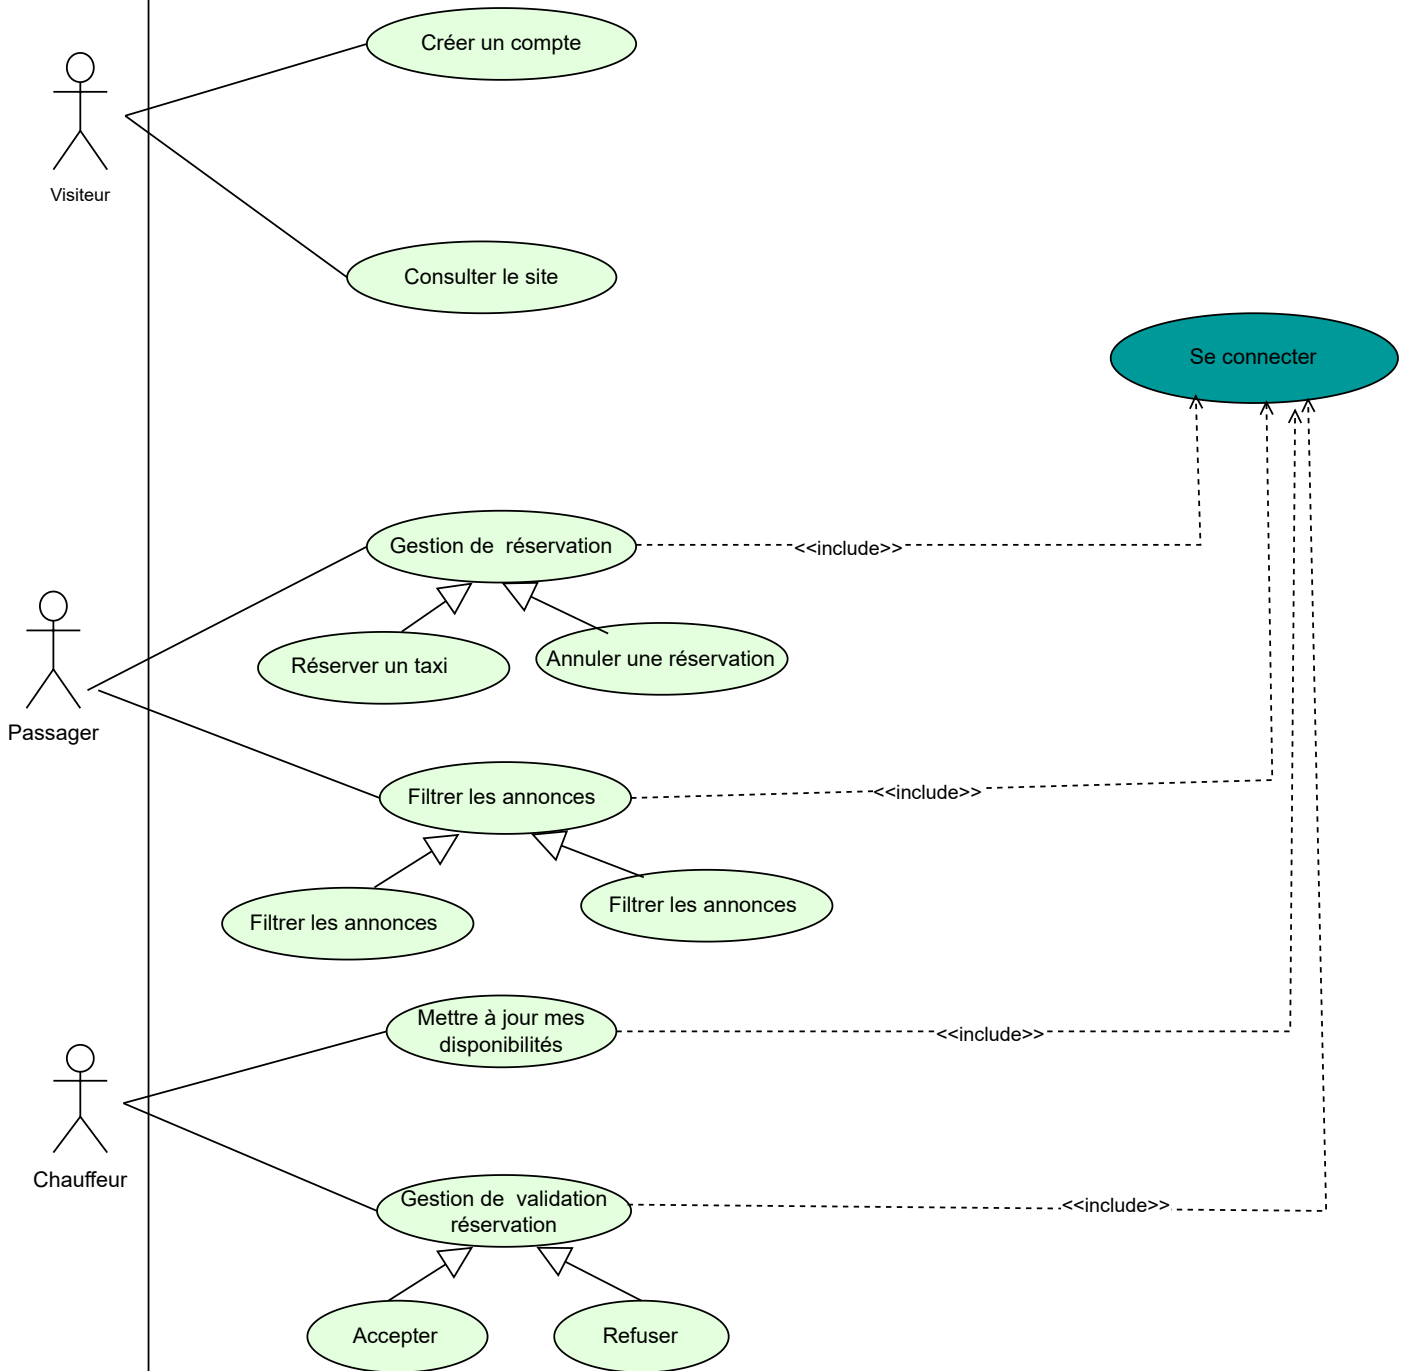 Créer un compte
Visiteur
Consulter le site
Se connecter
Gestion de  réservation
<<include>>
Réserver un taxi
Annuler une réservation
Passager
Filtrer les annonces
<<include>>
Filtrer les annonces
Filtrer les annonces
Mettre à jour mes
disponibilités
<<include>>
Chauffeur
Gestion de  validation
réservation
<<include>>
Accepter
Refuser